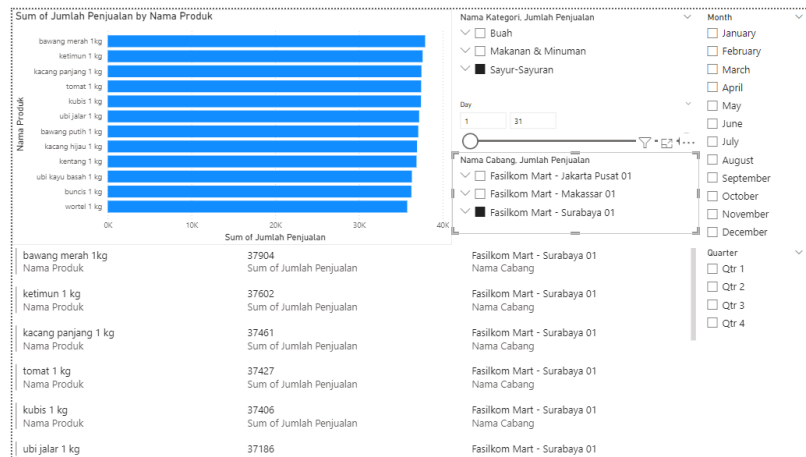 Sum of Jumlah Penjualan by Nama Produk
Nama Produk
bawang merah 1kg
ketimun 1 kg
kacang panjang 1 kg
tomat 1 kg
kubis 1 kg
ubi jalar 1 kg
bawang putih 1 kg
kacang hijau 1 kg
kentang 1 kg
ubi kayu basah 1 kg
buncis 1 kg
wortel 1 kg
0K 10K 20K 30K 40K
Sum of Jumlah Penjualan
Nama Kategori, Jumlah Penjualan
Buah
Makanan & Minuman
Sayur-Sayuran
Day
1 31
Nama Cabang, Jumlah Penjualan
Fasilkom Mart - Jakarta Pusat 01
Fasilkom Mart - Makassar 01
Fasilkom Mart - Surabaya 01
Month
January
February
March
April
May
June
July
August
September
October
November
December
Quarter
Qtr 1
Qtr 2
Qtr 3
Qtr 4
bawang merah 1kg 37904 Fasilkom Mart - Surabaya 01
Nama Produk Sum of Jumlah Penjualan Nama Cabang
ketimun 1 kg 37602 Fasilkom Mart - Surabaya 01
Nama Produk Sum of Jumlah Penjualan Nama Cabang
kacang panjang 1 kg 37461 Fasilkom Mart - Surabaya 01
Nama Produk Sum of Jumlah Penjualan Nama Cabang
tomat 1 kg 37427 Fasilkom Mart - Surabaya 01
Nama Produk Sum of Jumlah Penjualan Nama Cabang
kubis 1 kg 37406 Fasilkom Mart - Surabaya 01
Nama Produk Sum of Jumlah Penjualan Nama Cabang
ubi jalar 1 kg 37186 Fasilkom Mart - Surabaya 01